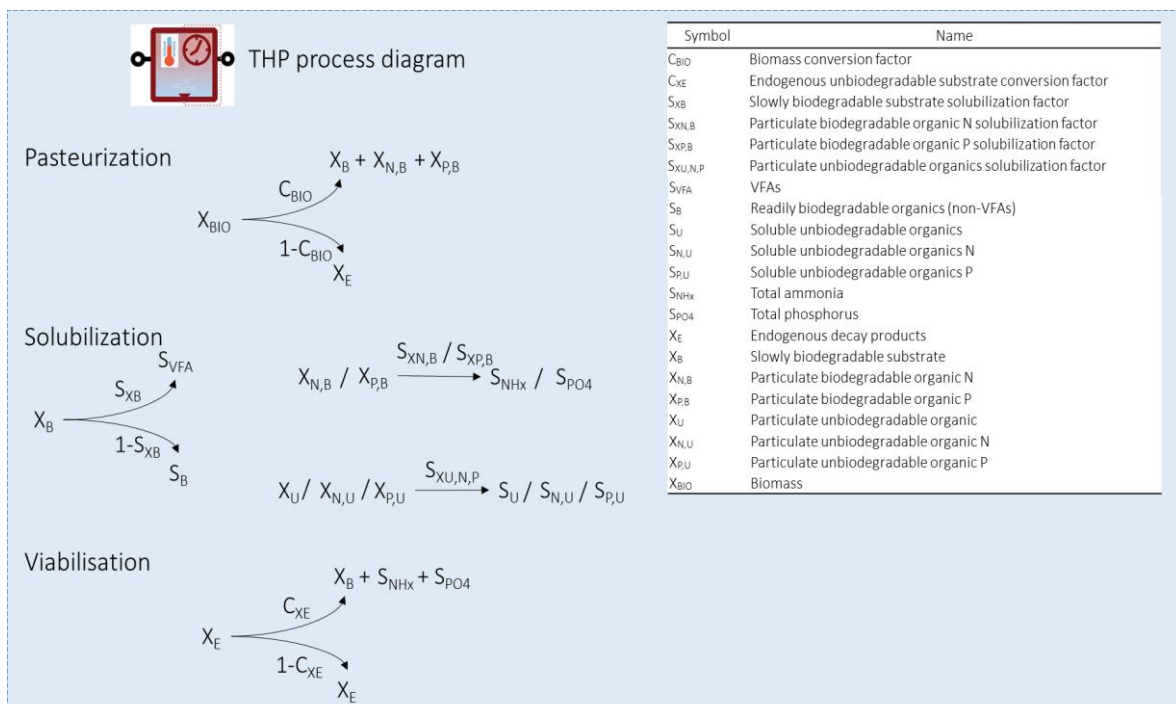 THP process diagram
Pasteurization
X_B + X_N,B + X_P,B
C_BIO
X_BIO
1-C_BIO
X_E
Solubilization
S_VFA
S_XB
X_B
1-S_XB
S_B
S_XN,B / S_XP,B
X_N,B / X_P,B
S_NHx / S_PO4
S_XU,N,P
X_U / X_N,U / X_P,U
S_U / S_N,U / S_P,U
Viabilisation
X_B + S_NHx + S_PO4
C_XE
X_E
1-C_XE
X_E
Symbol Name
C_BIO Biomass conversion factor
C_XE Endogenous unbiodegradable substrate conversion factor
S_XB Slowly biodegradable substrate solubilization factor
S_XN,B Particulate biodegradable organic N solubilization factor
S_XP,B Particulate biodegradable organic P solubilization factor
S_XU,N,P Particulate unbiodegradable organics solubilization factor
S_VFA VFAs
S_B Readily biodegradable organics (non-VFAs)
S_U Soluble unbiodegradable organics
S_N,U Soluble unbiodegradable organics N
S_P,U Soluble unbiodegradable organics P
S_NHx Total ammonia
S_PO4 Total phosphorus
X_E Endogenous decay products
X_B Slowly biodegradable substrate
X_N,B Particulate biodegradable organic N
X_P,B Particulate biodegradable organic P
X_U Particulate unbiodegradable organic
X_N,U Particulate unbiodegradable organic N
X_P,U Particulate unbiodegradable organic P
X_BIO Biomass